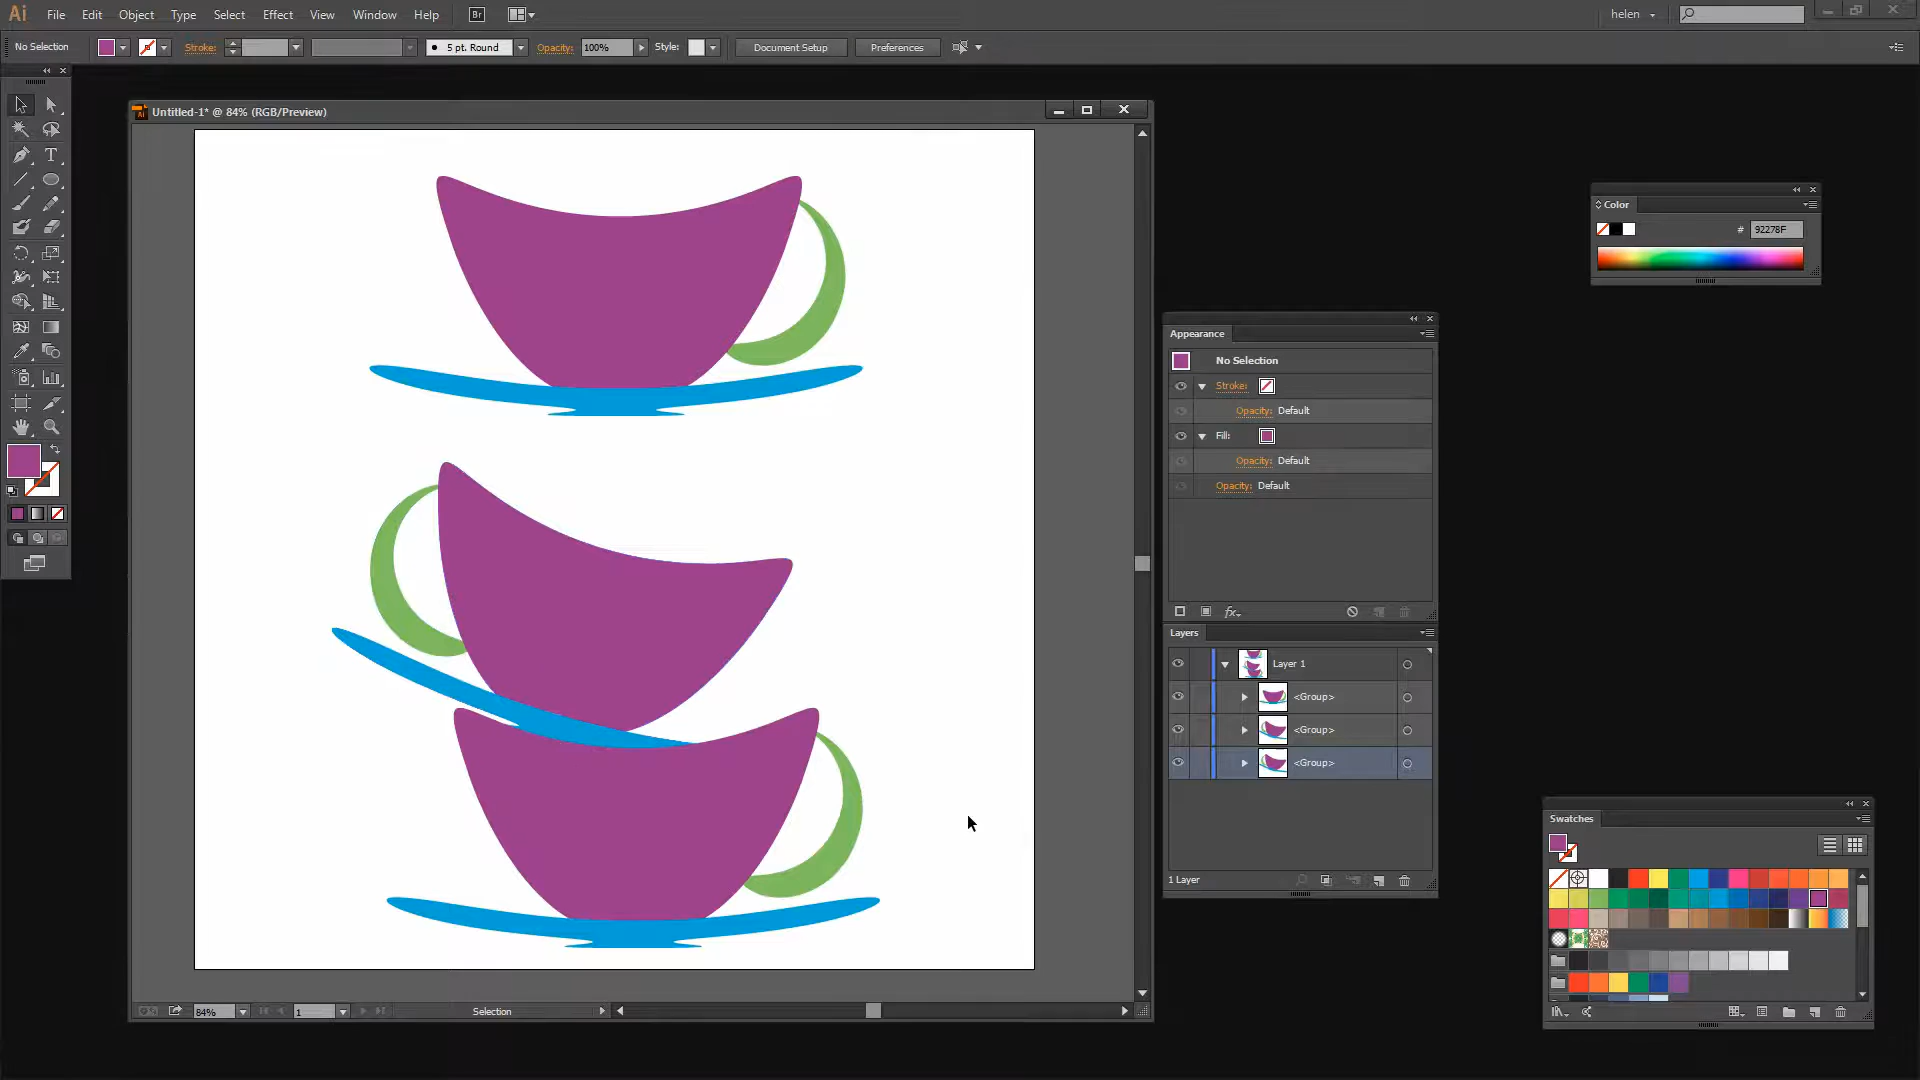 Ai File Edit Object Type Select Effect View Window Help Br helen
No Selection Stroke: 5 pt. Round Opacity: 100% Style: Document Setup Preferences
Untitled-1* @ 84% (RGB/Preview)
Color
# 92278F
Appearance
No Selection
Stroke:
Opacity: Default
Fill:
Opacity: Default
Opacity: Default
fx
Layers
Layer 1
<Group>
<Group>
<Group>
1 Layer
Swatches
84% 1 Selection